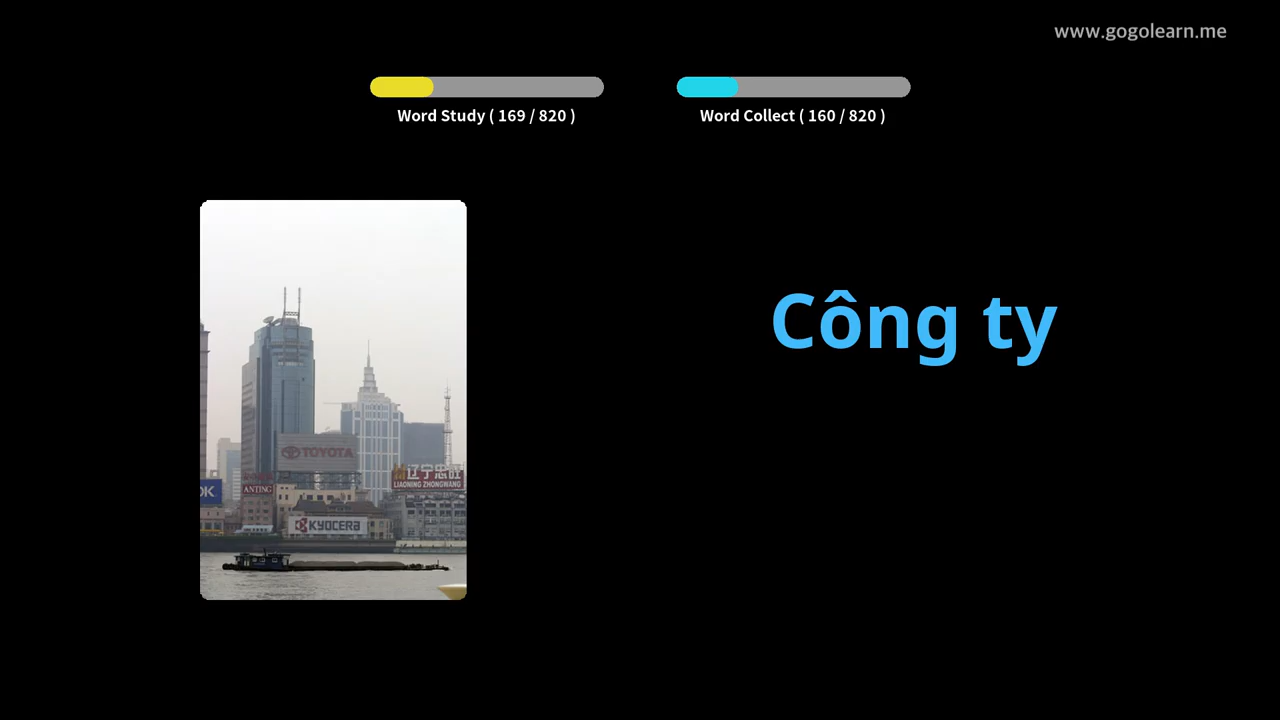 www.gogolearn.me
Word Study ( 169 / 820 )
Word Collect ( 160 / 820 )
Công ty
TOYOTA
ANTING
LIAONING ZHONGWANG
KYOCERA